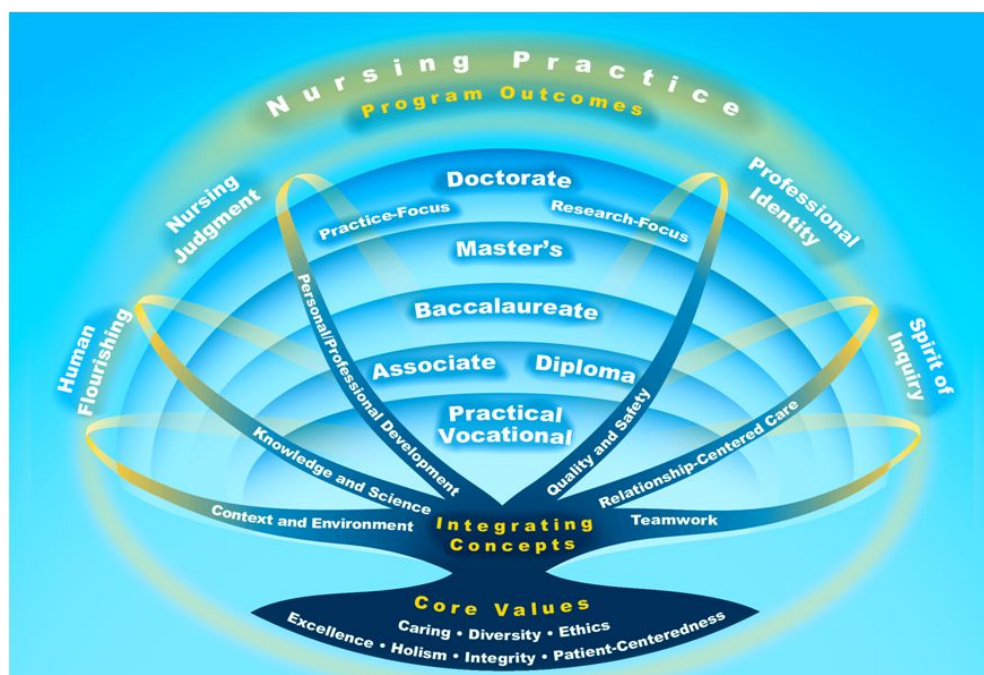 Nursing Practice
Program Outcomes
Nursing
Judgment
Professional
Identity
Human
Flourishing
Spirit of
Inquiry
Doctorate
Practice-Focus
Research-Focus
Master's
Baccalaureate
Associate
Diploma
Practical
Vocational
Personal/Professional Development
Quality and Safety
Knowledge and Science
Relationship-Centered Care
Context and Environment
Teamwork
Integrating
Concepts
Core Values
Caring • Diversity • Ethics
Excellence • Holism • Integrity • Patient-Centeredness